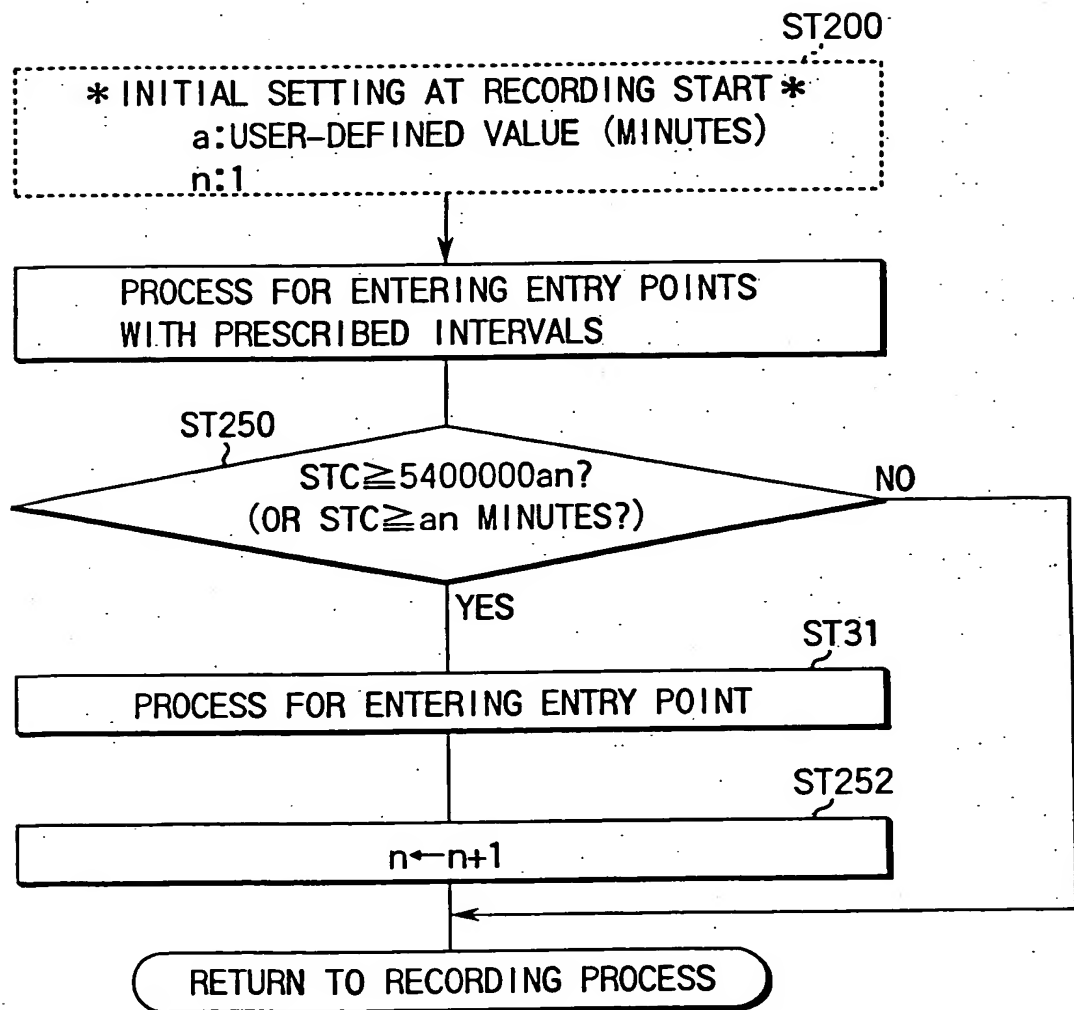 ST200
* INITIAL SETTING AT RECORDING START *
a:USER-DEFINED VALUE (MINUTES)
n:1
PROCESS FOR ENTERING ENTRY POINTS
WITH PRESCRIBED INTERVALS
ST250
STC≧5400000an?
(OR STC≧an MINUTES?)
NO
YES
ST31
PROCESS FOR ENTERING ENTRY POINT
ST252
n←n+1
RETURN TO RECORDING PROCESS